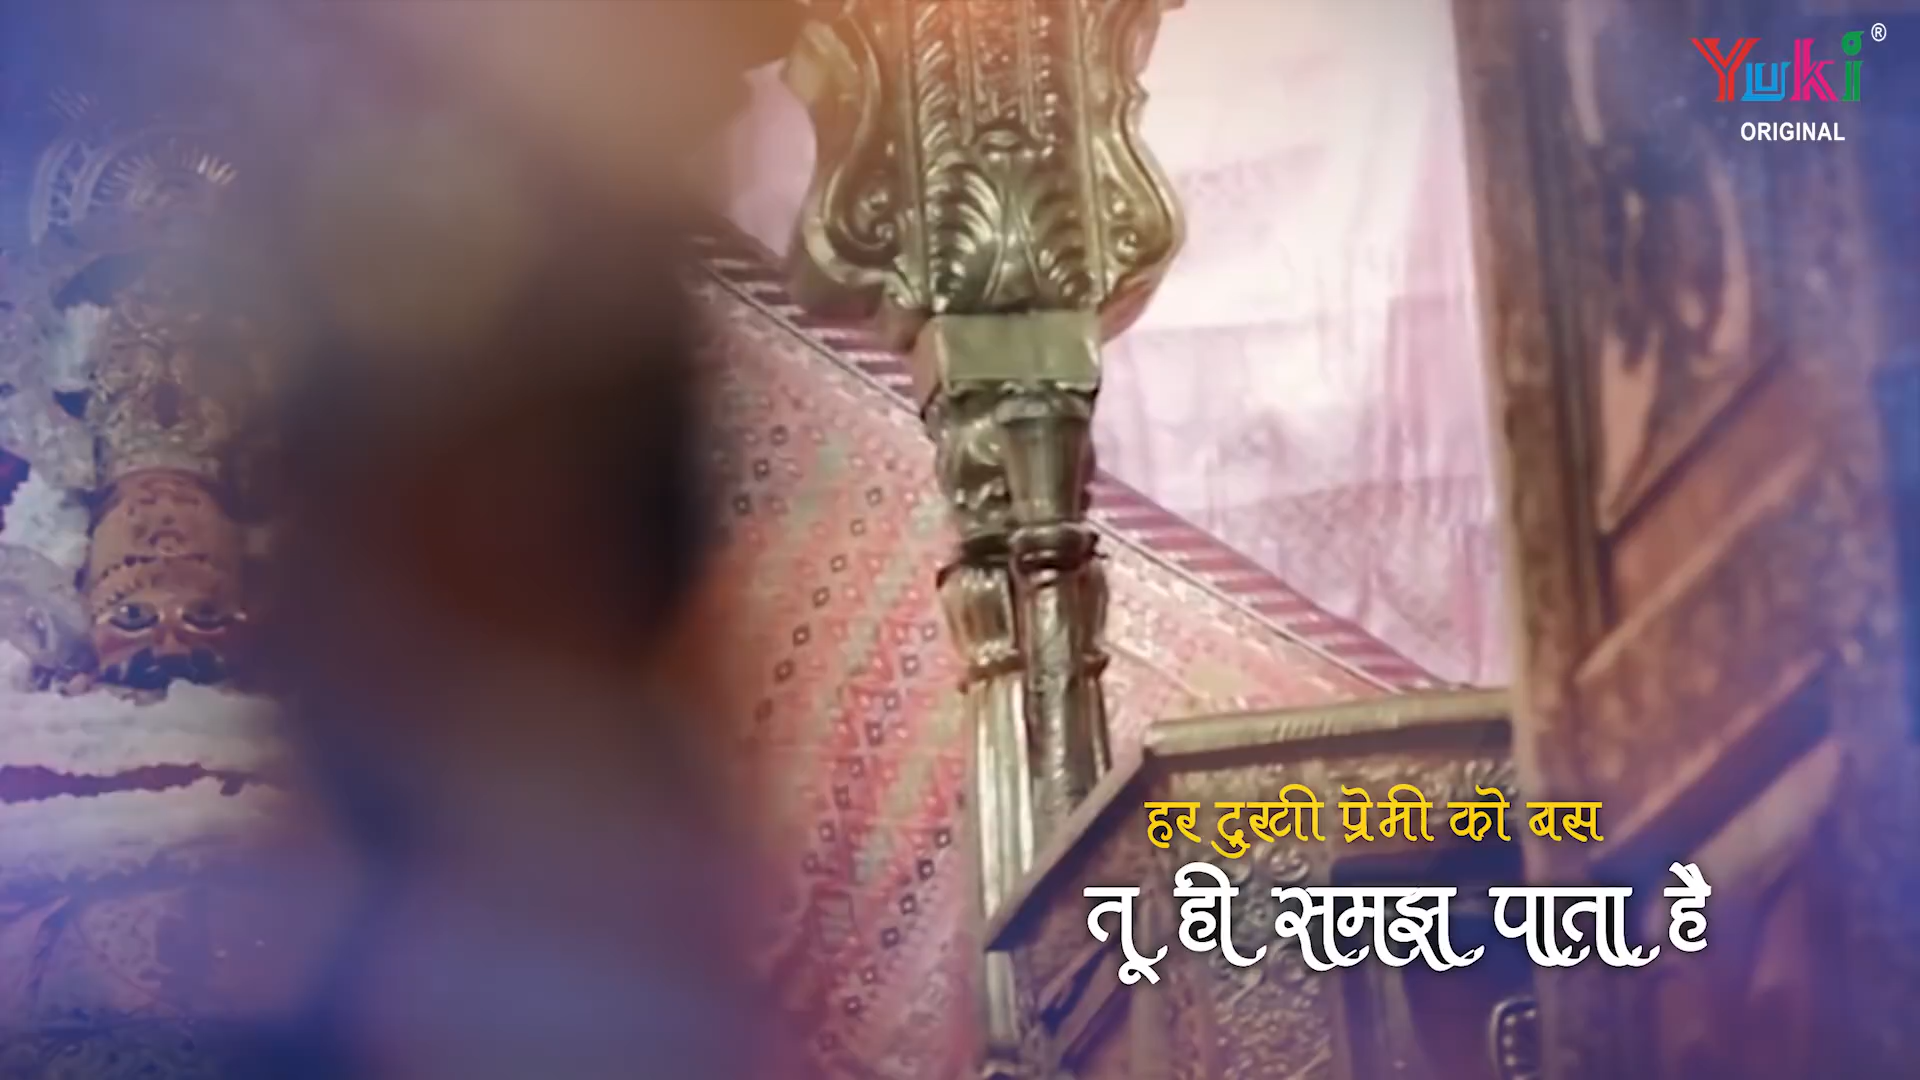 Yuki®
ORIGINAL
हर दुखी प्रेमी को बस
तू ही समझ पाता है